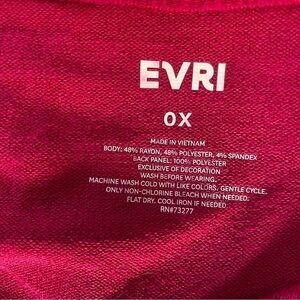 EVRI
0X
MADE IN VIETNAM
BODY: 48% RAYON, 48% POLYESTER, 4% SPANDEX
BACK PANEL: 100% POLYESTER
EXCLUSIVE OF DECORATION
WASH BEFORE WEARING.
MACHINE WASH COLD WITH LIKE COLORS. GENTLE CYCLE.
ONLY NON-CHLORINE BLEACH WHEN NEEDED.
FLAT DRY. COOL IRON IF NEEDED.
RN#73277